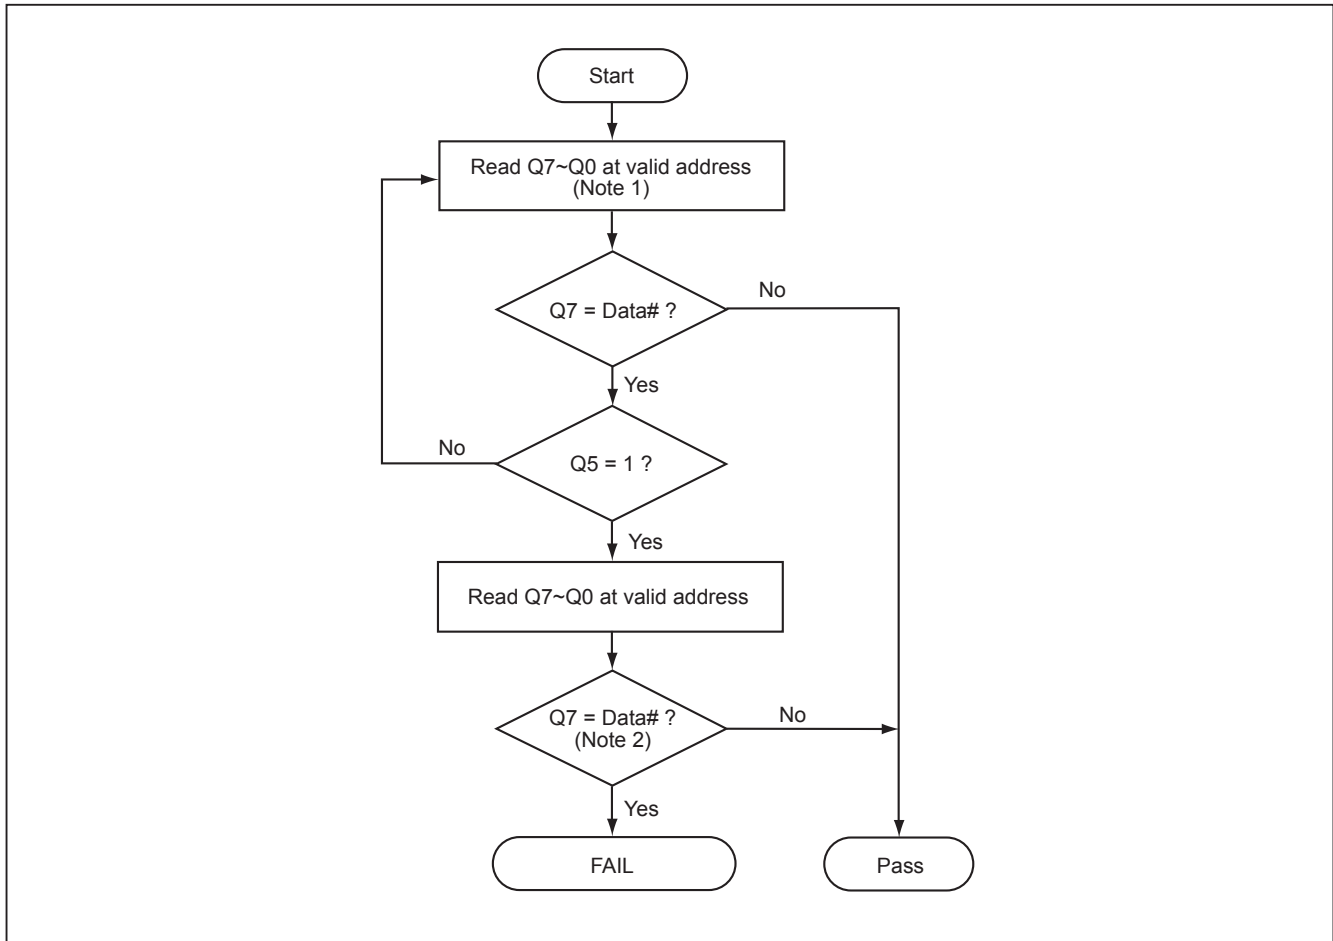 Start
Read Q7~Q0 at valid address
(Note 1)
Q7 = Data# ?
No
Yes
Q5 = 1 ?
No
Yes
Read Q7~Q0 at valid address
Q7 = Data# ?
(Note 2)
No
Yes
FAIL
Pass